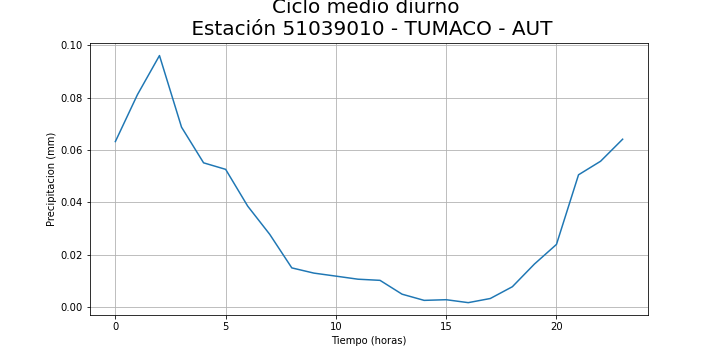 Ciclo medio diurno
Estación 51039010 - TUMACO - AUT
0.10
0.08
0.06
0.04
0.02
0.00
Precipitacion (mm)
0 5 10 15 20
Tiempo (horas)